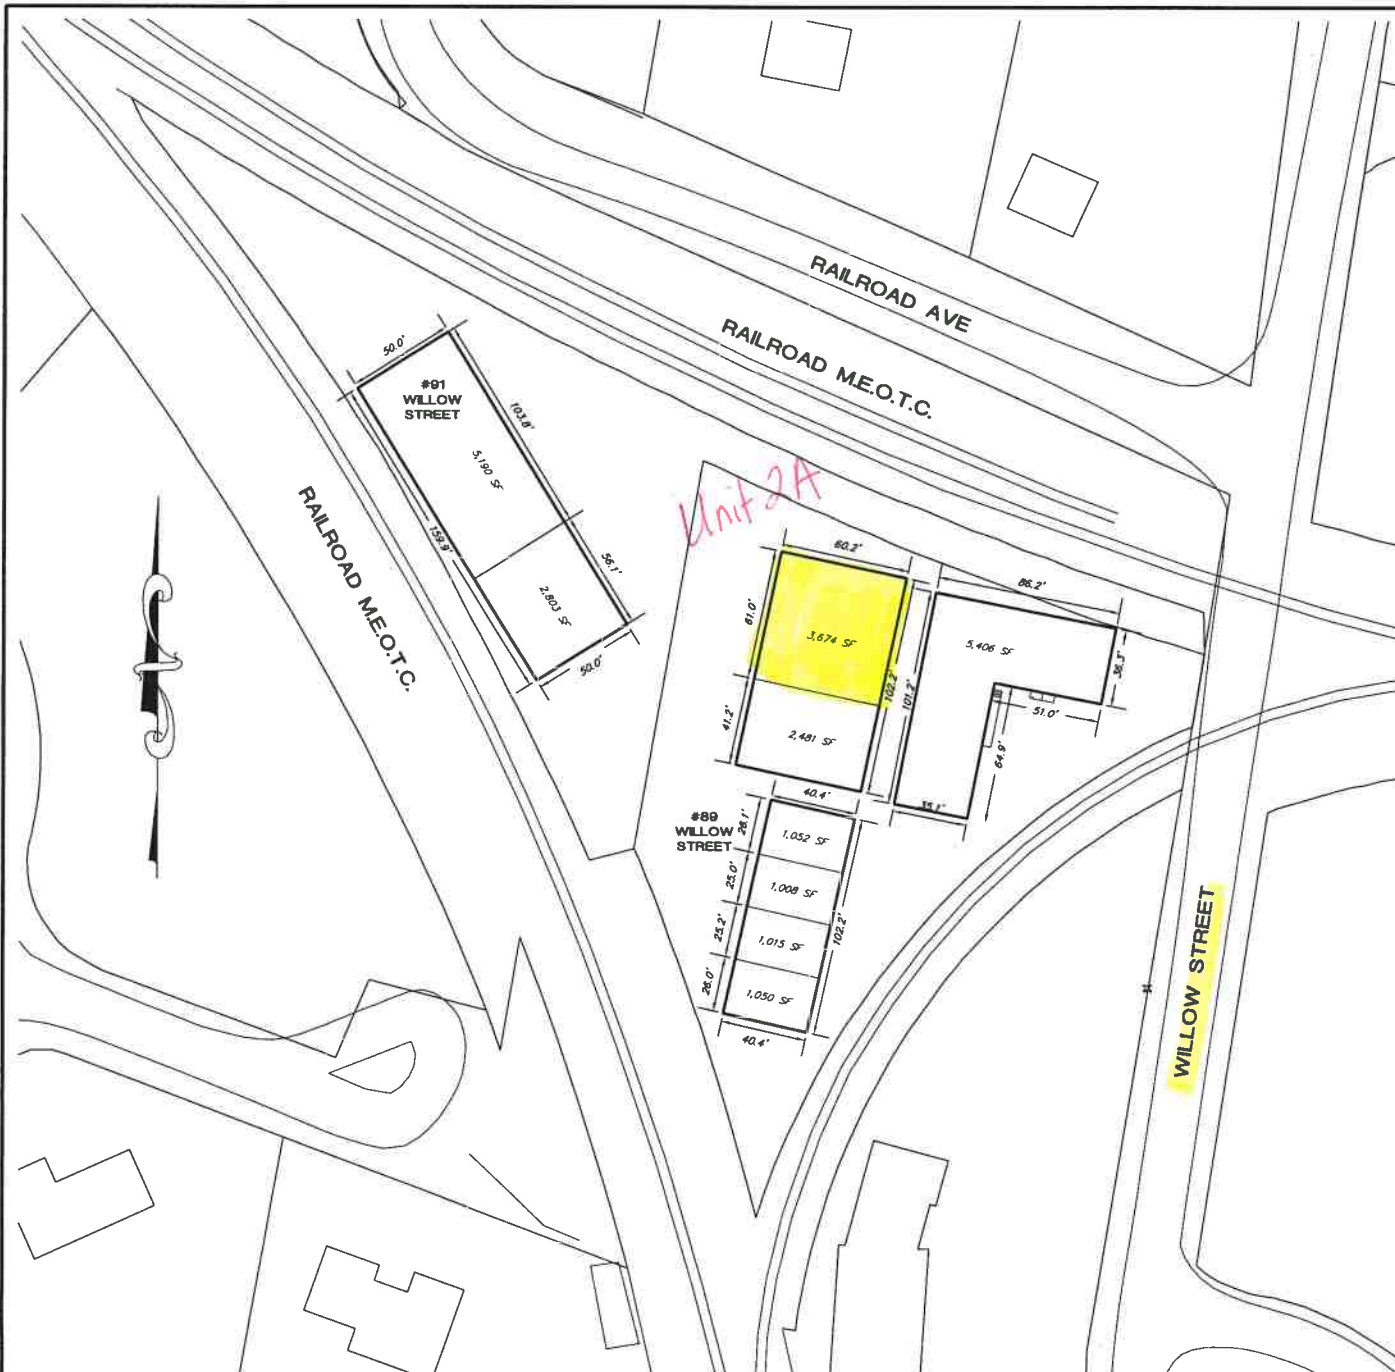 RAILROAD AVE
RAILROAD M.E.O.T.C.
50.0'
#91
WILLOW
STREET
103.8'
5,190 SF
159.9'
56.1'
2,803 SF
50.0'
RAILROAD M.E.O.T.C.
Unit 2A
60.2'
61.0'
3,674 SF
102.2'
41.2'
2,481 SF
86.2'
5,406 SF
36.3'
101.2'
51.0'
64.9'
35.1'
#89
WILLOW
STREET
40.4'
26.1'
1,052 SF
25.0'
1,008 SF
25.2'
1,015 SF
102.2'
26.0'
1,050 SF
40.4'
WILLOW STREET